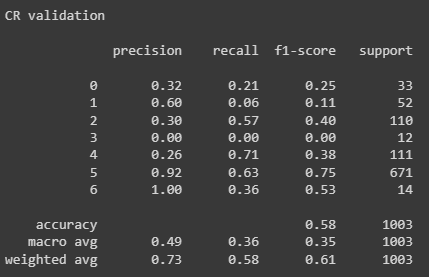 CR validation
precision recall f1-score support
0 0.32 0.21 0.25 33
1 0.60 0.06 0.11 52
2 0.30 0.57 0.40 110
3 0.00 0.00 0.00 12
4 0.26 0.71 0.38 111
5 0.92 0.63 0.75 671
6 1.00 0.36 0.53 14
accuracy 0.58 1003
macro avg 0.49 0.36 0.35 1003
weighted avg 0.73 0.58 0.61 1003